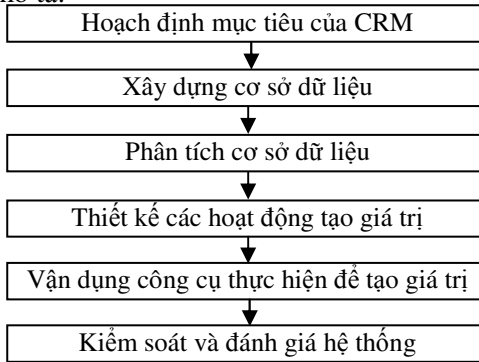 Hoạch định mục tiêu của CRM
Xây dựng cơ sở dữ liệu
Phân tích cơ sở dữ liệu
Thiết kế các hoạt động tạo giá trị
Vận dụng công cụ thực hiện để tạo giá trị
Kiểm soát và đánh giá hệ thống